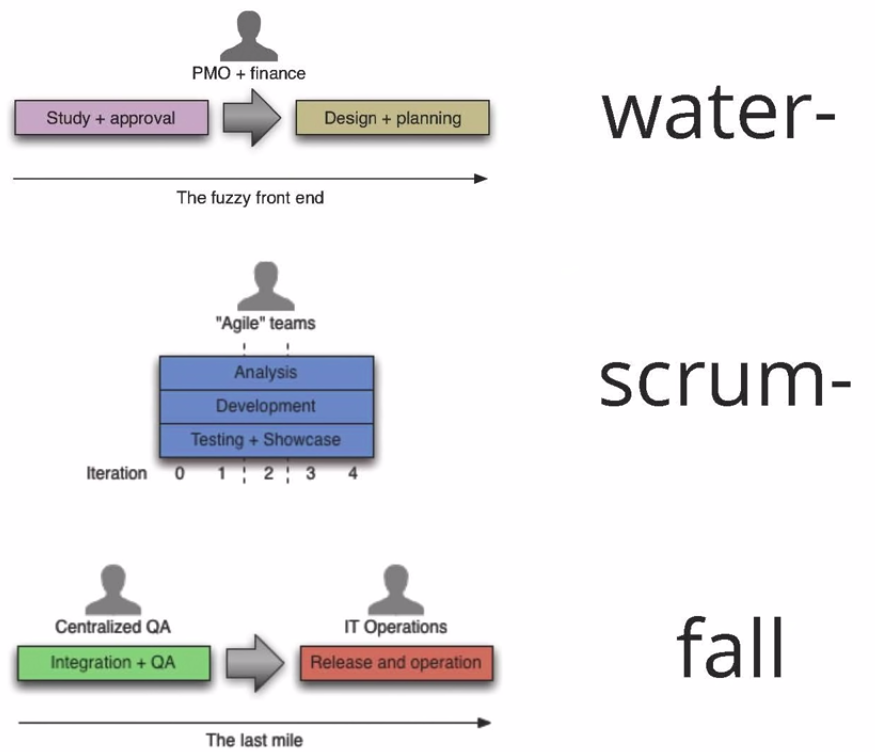 PMO + finance
Study + approval
Design + planning
water-
The fuzzy front end
"Agile" teams
Analysis
Development
Testing + Showcase
scrum-
Iteration 0 1 2 3 4
Centralized QA
IT Operations
Integration + QA
Release and operation
fall
The last mile